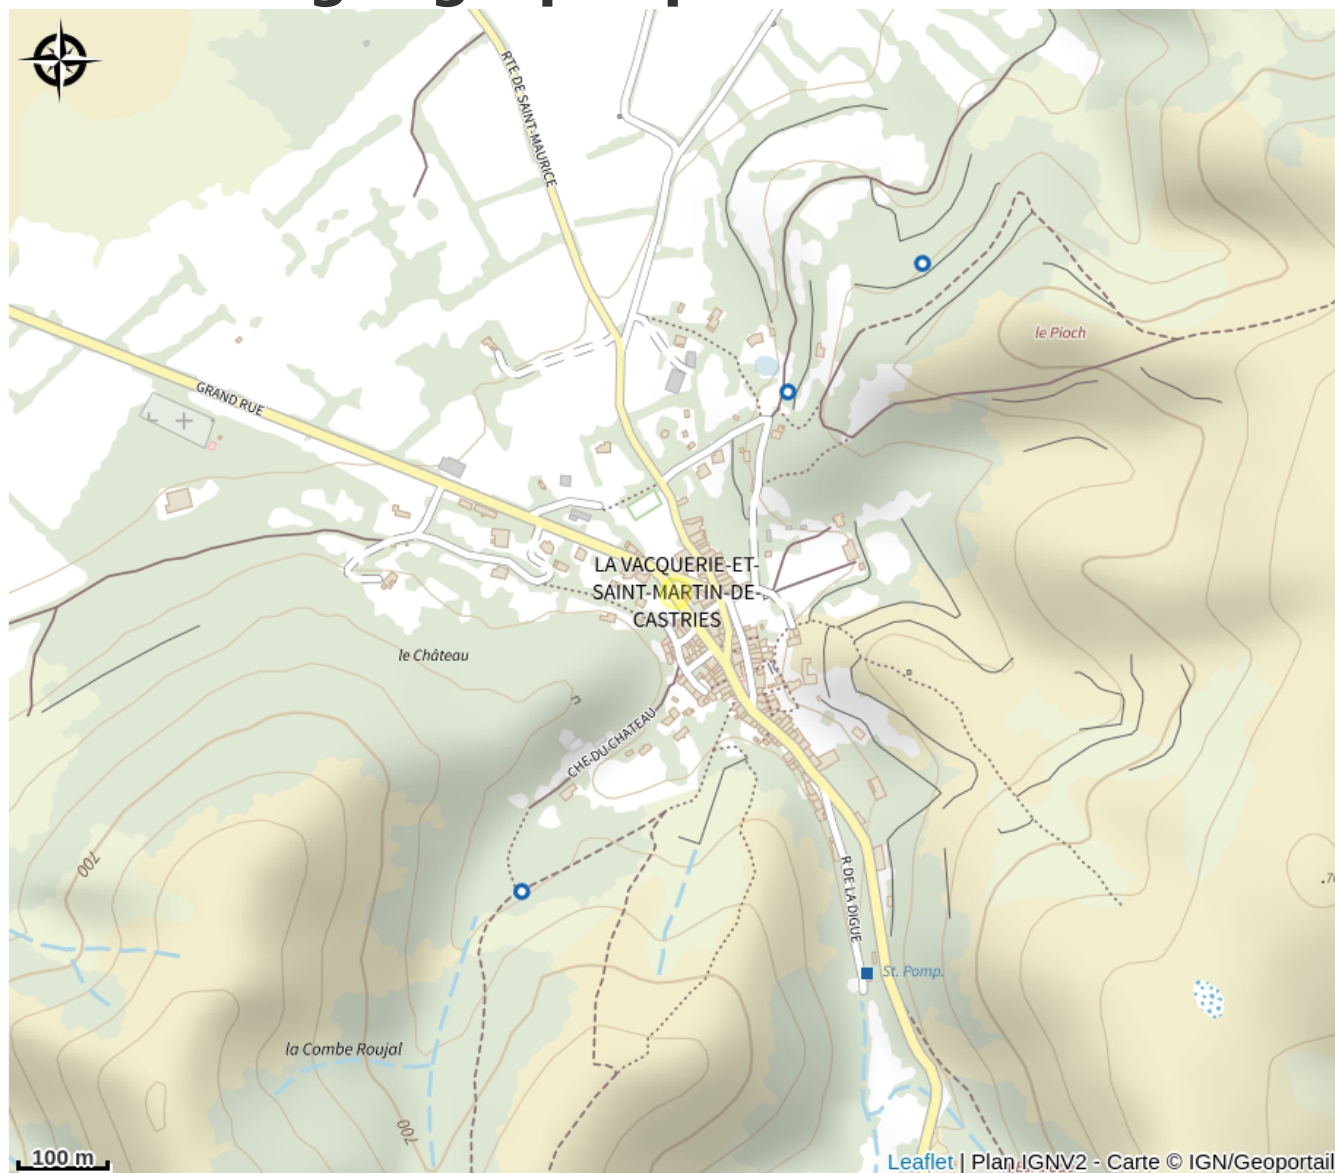 RTE DE SAINT-MAURICE
le Pioch
GRAND RUE
LA VACQUERIE-ET-
SAINT-MARTIN-DE-
CASTRIES
le Château
CHE-DU-CHATEAU
700
R DE LA DIGUE
St. Pomp.
la Combe Roujal
700
100 m
Leaflet | Plan IGNV2 - Carte © IGN/Geoportail